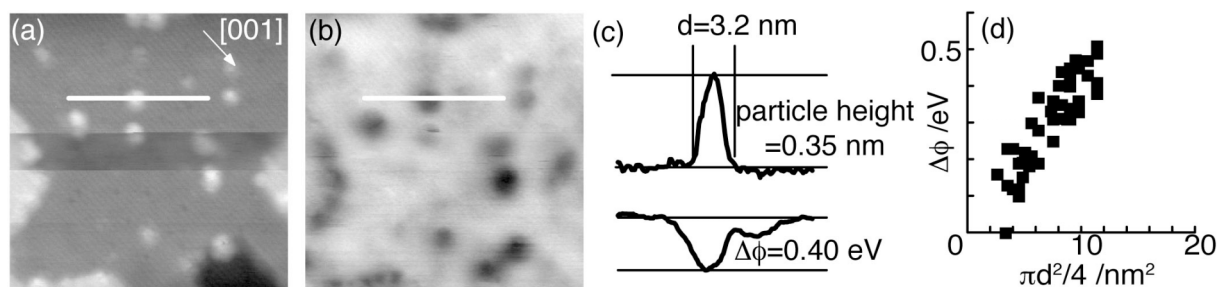 (a)
[001]
(b)
(c)
d=3.2 nm
particle height
=0.35 nm
Δϕ=0.40 eV
(d)
0.5
Δϕ /eV
0
10
20
πd²/4 /nm²